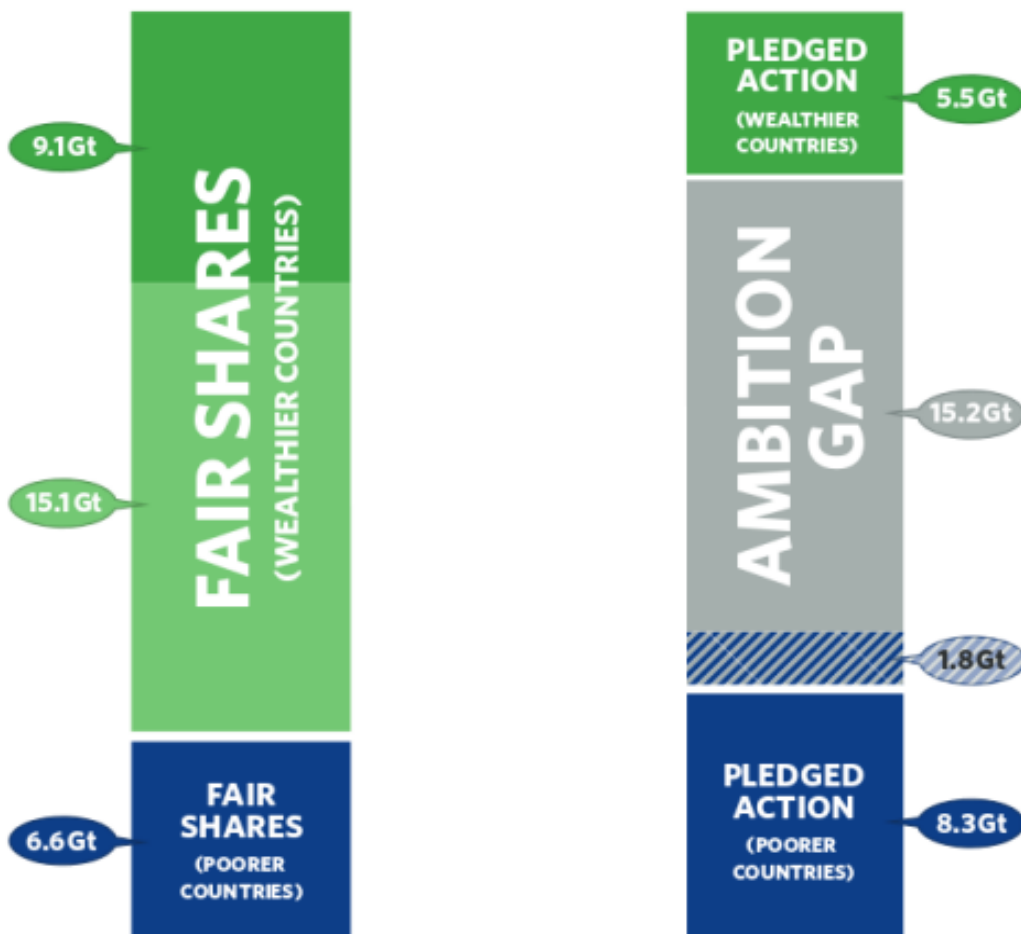 9.1Gt
FAIR SHARES
(WEALTHIER COUNTRIES)
15.1Gt
FAIR
SHARES
(POORER
COUNTRIES)
6.6Gt
PLEDGED
ACTION
(WEALTHIER
COUNTRIES)
5.5Gt
AMBITION
GAP
15.2Gt
1.8Gt
PLEDGED
ACTION
(POORER
COUNTRIES)
8.3Gt